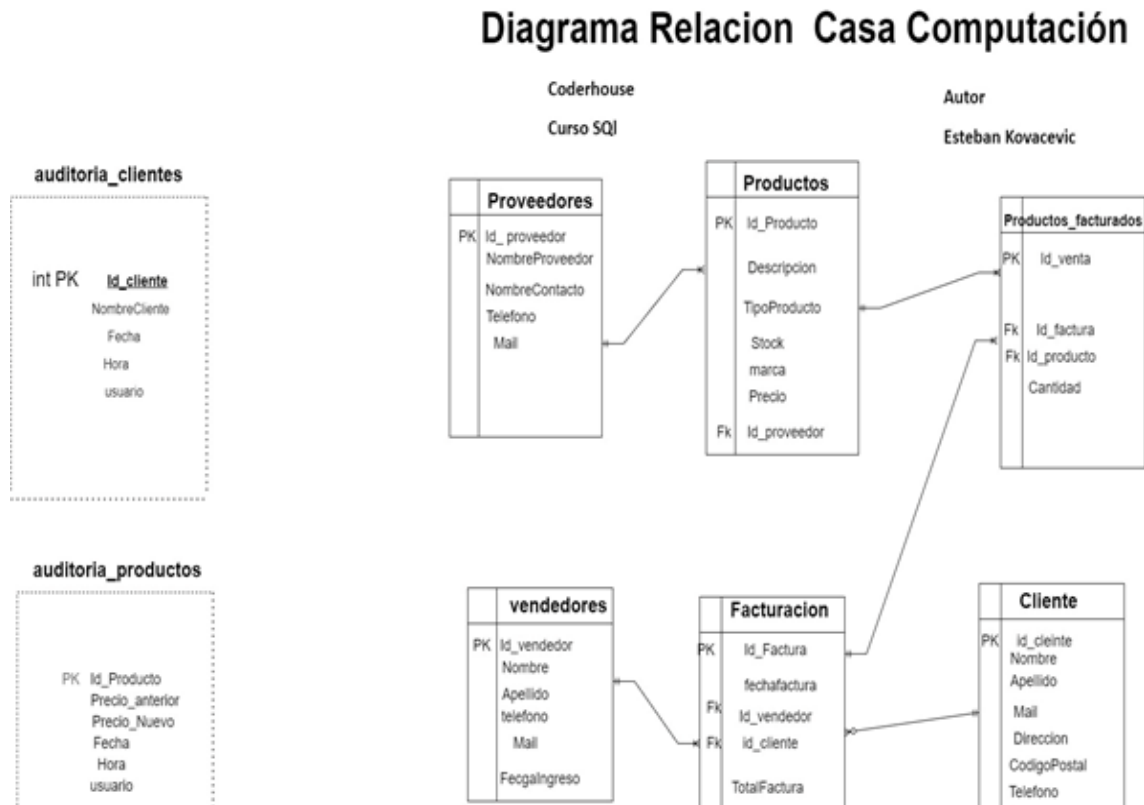 Diagrama Relacion Casa Computación
Coderhouse
Curso SQl
Autor
Esteban Kovacevic
auditoria_clientes
int PK Id_cliente
NombreCliente
Fecha
Hora
usuario
Proveedores
PK Id_ proveedor
NombreProveedor
NombreContacto
Telefono
Mail
Productos
PK Id_Producto
Descripcion
TipoProducto
Stock
marca
Precio
Fk Id_proveedor
Productos_facturados
PK Id_venta
Fk Id_factura
Fk Id_producto
Cantidad
auditoria_productos
PK Id_Producto
Precio_anterior
Precio_Nuevo
Fecha
Hora
usuario
vendedores
PK Id_vendedor
Nombre
Apellido
telefono
Mail
FecgaIngreso
Facturacion
PK Id_Factura
fechafactura
Fk Id_vendedor
Fk id_cliente
TotalFactura
Cliente
PK id_cleinte
Nombre
Apellido
Mail
Direccion
CodigoPostal
Telefono